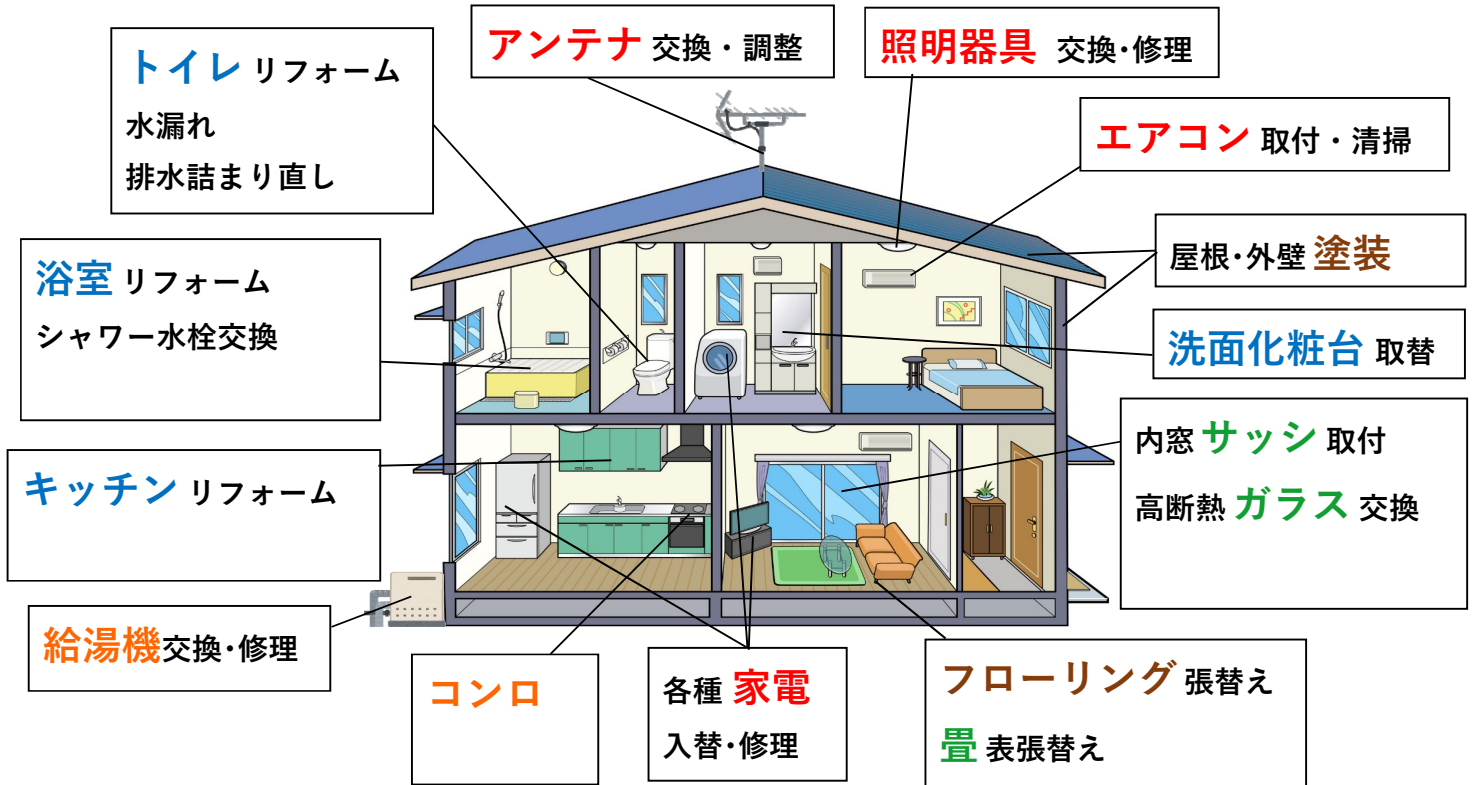 トイレ リフォーム
水漏れ
排水詰まり直し
アンテナ 交換・調整
照明器具 交換・修理
エアコン 取付・清掃
屋根・外壁 塗装
浴室 リフォーム
シャワー水栓交換
洗面化粧台 取替
内窓 サッシ 取付
高断熱 ガラス 交換
キッチン リフォーム
給湯機交換・修理
コンロ
各種 家電
入替・修理
フローリング 張替え
畳 表張替え